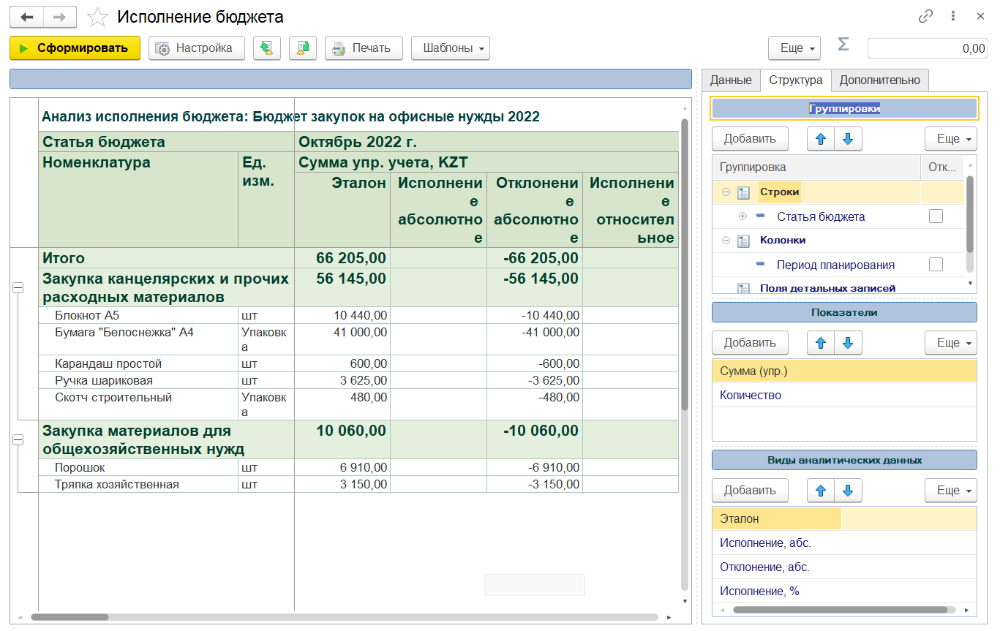 Исполнение бюджета
Сформировать Настройка Печать Шаблоны Еще Σ 0,00
Данные Структура Дополнительно
Анализ исполнения бюджета: Бюджет закупок на офисные нужды 2022
Статья бюджета Октябрь 2022 г.
Номенклатура Ед. изм. Сумма упр. учета, KZT
Эталон Исполнение абсолютное Отклонение абсолютное Исполнение относительное
Итого 66 205,00 -66 205,00
Закупка канцелярских и прочих 56 145,00 -56 145,00
расходных материалов
Блокнот А5 шт 10 440,00 -10 440,00
Бумага "Белоснежка" А4 Упаковка 41 000,00 -41 000,00
Карандаш простой шт 600,00 -600,00
Ручка шариковая шт 3 625,00 -3 625,00
Скотч строительный Упаковка 480,00 -480,00
Закупка материалов для 10 060,00 -10 060,00
общехозяйственных нужд
Порошок шт 6 910,00 -6 910,00
Тряпка хозяйственная шт 3 150,00 -3 150,00
Группировки
Добавить Еще
Группировка Отк...
Строки
Статья бюджета
Колонки
Период планирования
Поля детальных записей
Показатели
Добавить Еще
Сумма (упр.)
Количество
Виды аналитических данных
Добавить Еще
Эталон
Исполнение, абс.
Отклонение, абс.
Исполнение, %